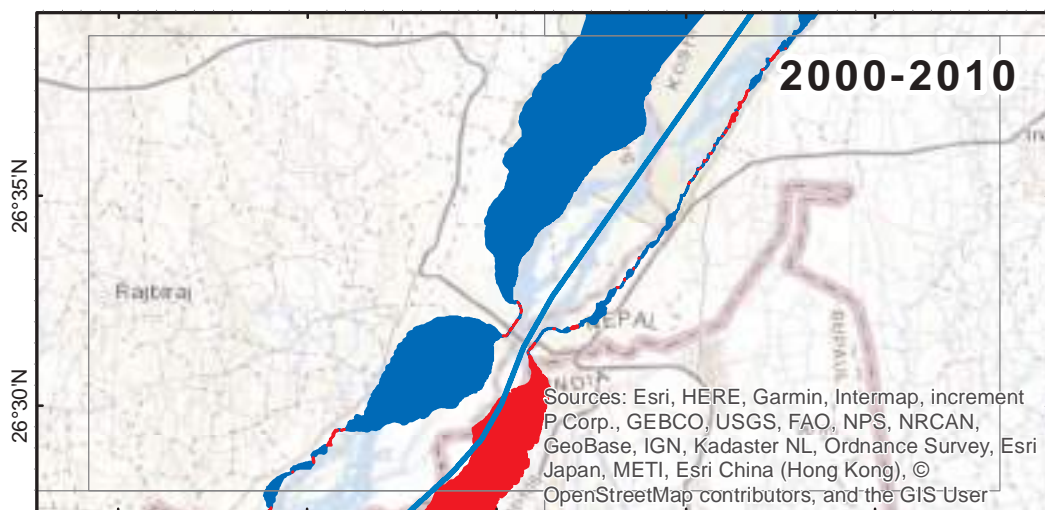 2000-2010
KOSH
26°35'N
Rajbiraj
NEPAL
26°30'N
Sources: Esri, HERE, Garmin, Intermap, increment
P Corp., GEBCO, USGS, FAO, NPS, NRCAN,
GeoBase, IGN, Kadaster NL, Ordnance Survey, Esri
Japan, METI, Esri China (Hong Kong), ©
OpenStreetMap contributors, and the GIS User